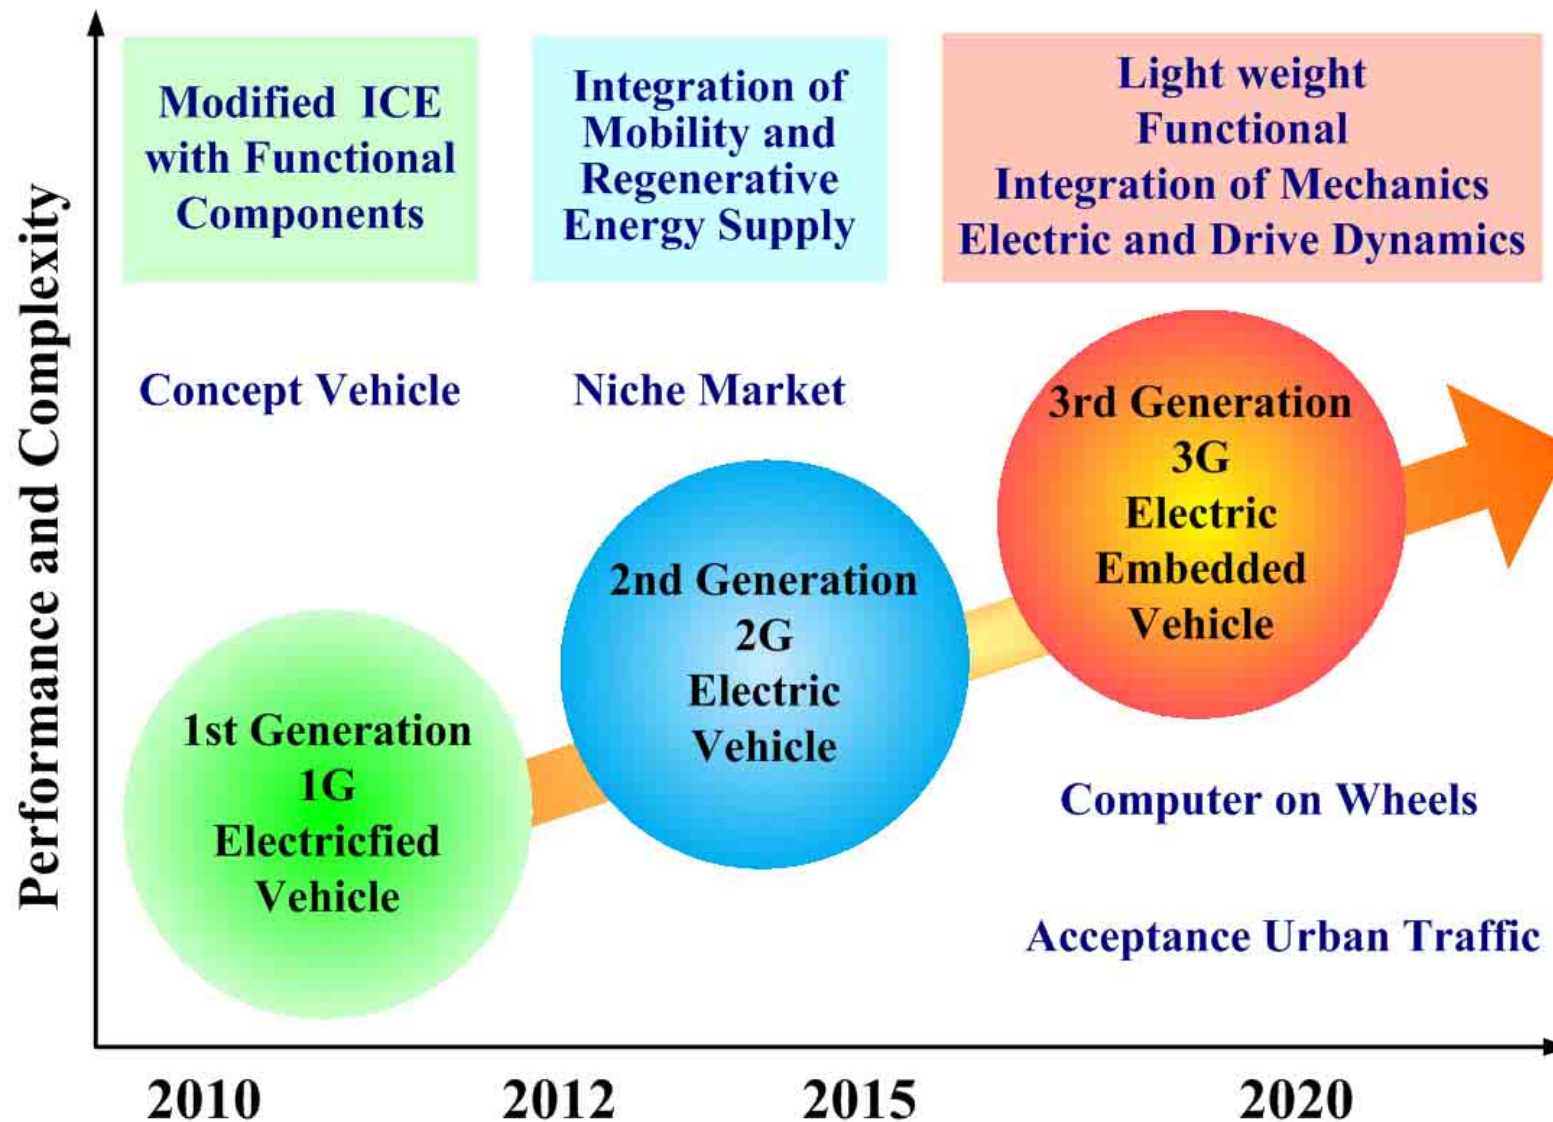 Performance and Complexity
Modified ICE
with Functional
Components
Integration of
Mobility and
Regenerative
Energy Supply
Light weight
Functional
Integration of Mechanics
Electric and Drive Dynamics
Concept Vehicle
Niche Market
1st Generation
1G
Electricfied
Vehicle
2nd Generation
2G
Electric
Vehicle
3rd Generation
3G
Electric
Embedded
Vehicle
Computer on Wheels
Acceptance Urban Traffic
2010 2012 2015 2020